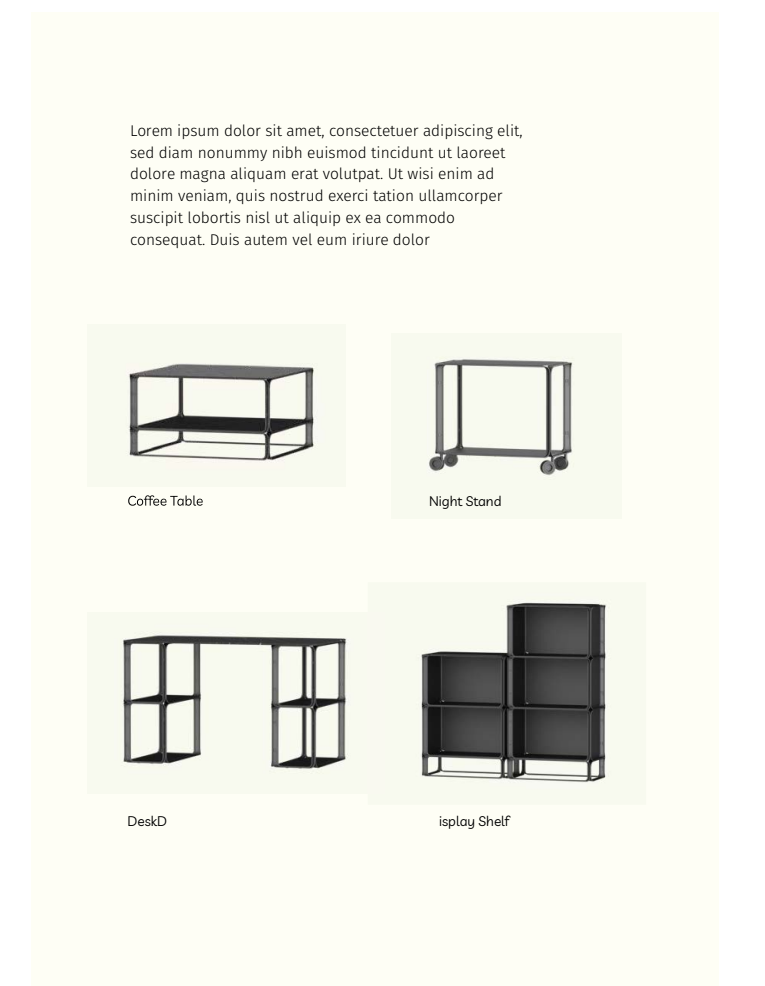 Lorem ipsum dolor sit amet, consectetuer adipiscing elit,
sed diam nonummy nibh euismod tincidunt ut laoreet
dolore magna aliquam erat volutpat. Ut wisi enim ad
minim veniam, quis nostrud exerci tation ullamcorper
suscipit lobortis nisl ut aliquip ex ea commodo
consequat. Duis autem vel eum iriure dolor
Coffee Table
Night Stand
DeskD
isplay Shelf